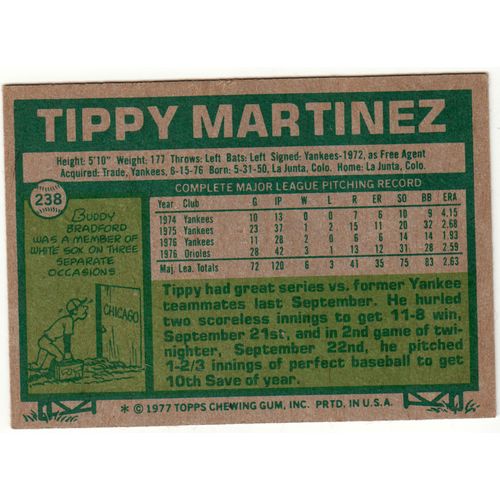 TIPPY MARTINEZ
Height: 5'10" Weight: 177 Throws: Left Bats: Left Signed: Yankees-1972, as Free Agent
Acquired: Trade, Yankees, 6-15-76 Born: 5-31-50, La Junta, Colo. Home: La Junta, Colo.
238
COMPLETE MAJOR LEAGUE PITCHING RECORD
Year Club G IP W L R ER SO BB ERA
1974 Yankees 10 13 0 0 7 6 10 9 4.15
1975 Yankees 23 37 1 2 15 11 20 32 2.68
1976 Yankees 11 28 2 0 6 14 14 1.93
1976 Orioles 28 42 3 1 13 12 31 28 2.59
Maj. Lea. Totals 72 120 6 3 41 35 75 83 2.63
BUDDY
BRADFORD
WAS A MEMBER OF
WHITE SOX ON THREE
SEPARATE
OCCASIONS.
CHICAGO
Tippy had great series vs. former Yankee
teammates last September. He hurled
two scoreless innings to get 11-8 win,
September 21st, and in 2nd game of twi-
nighter, September 22nd, he pitched
1-2/3 innings of perfect baseball to get
10th Save of year.
* © 1977 TOPPS CHEWING GUM, INC. PRTD. IN U.S.A.